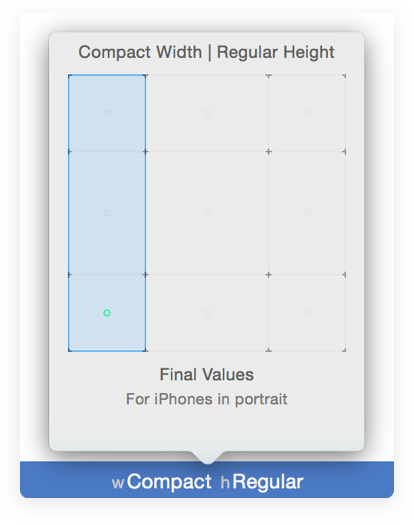 Compact Width | Regular Height
Final Values
For iPhones in portrait
wCompact hRegular